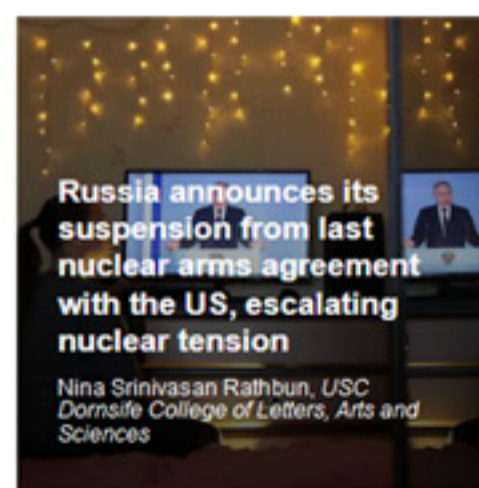 Russia announces its
suspension from last
nuclear arms agreement
with the US, escalating
nuclear tension
Nina Srinivasan Rathbun, USC
Dornsife College of Letters, Arts and
Sciences